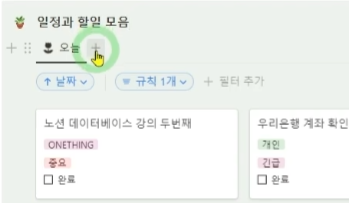 일정과 할일 모음
오늘
날짜 규칙 1개 필터 추가
노션 데이터베이스 강의 두번째 우리은행 계좌 확인
ONETHING 개인
중요 긴급
완료 완료